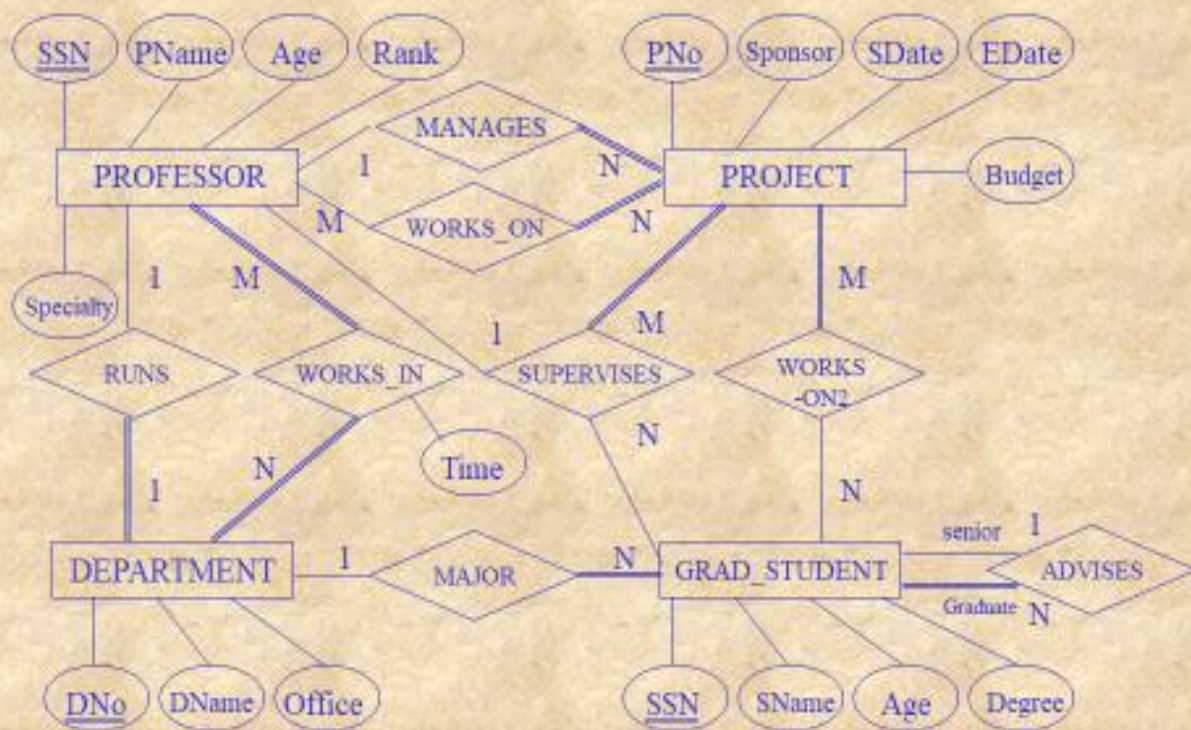 SSN PName Age Rank PNo Sponsor SDate EDate
MANAGES
1 N
PROFESSOR PROJECT Budget
M WORKS_ON N
Specialty 1 M M
1 M
RUNS WORKS_IN SUPERVISES WORKS
-ON2
N
N Time
1 N
senior 1
1 N
DEPARTMENT MAJOR GRAD_STUDENT ADVISES
Graduate N
DNo DName Office SSN SName Age Degree